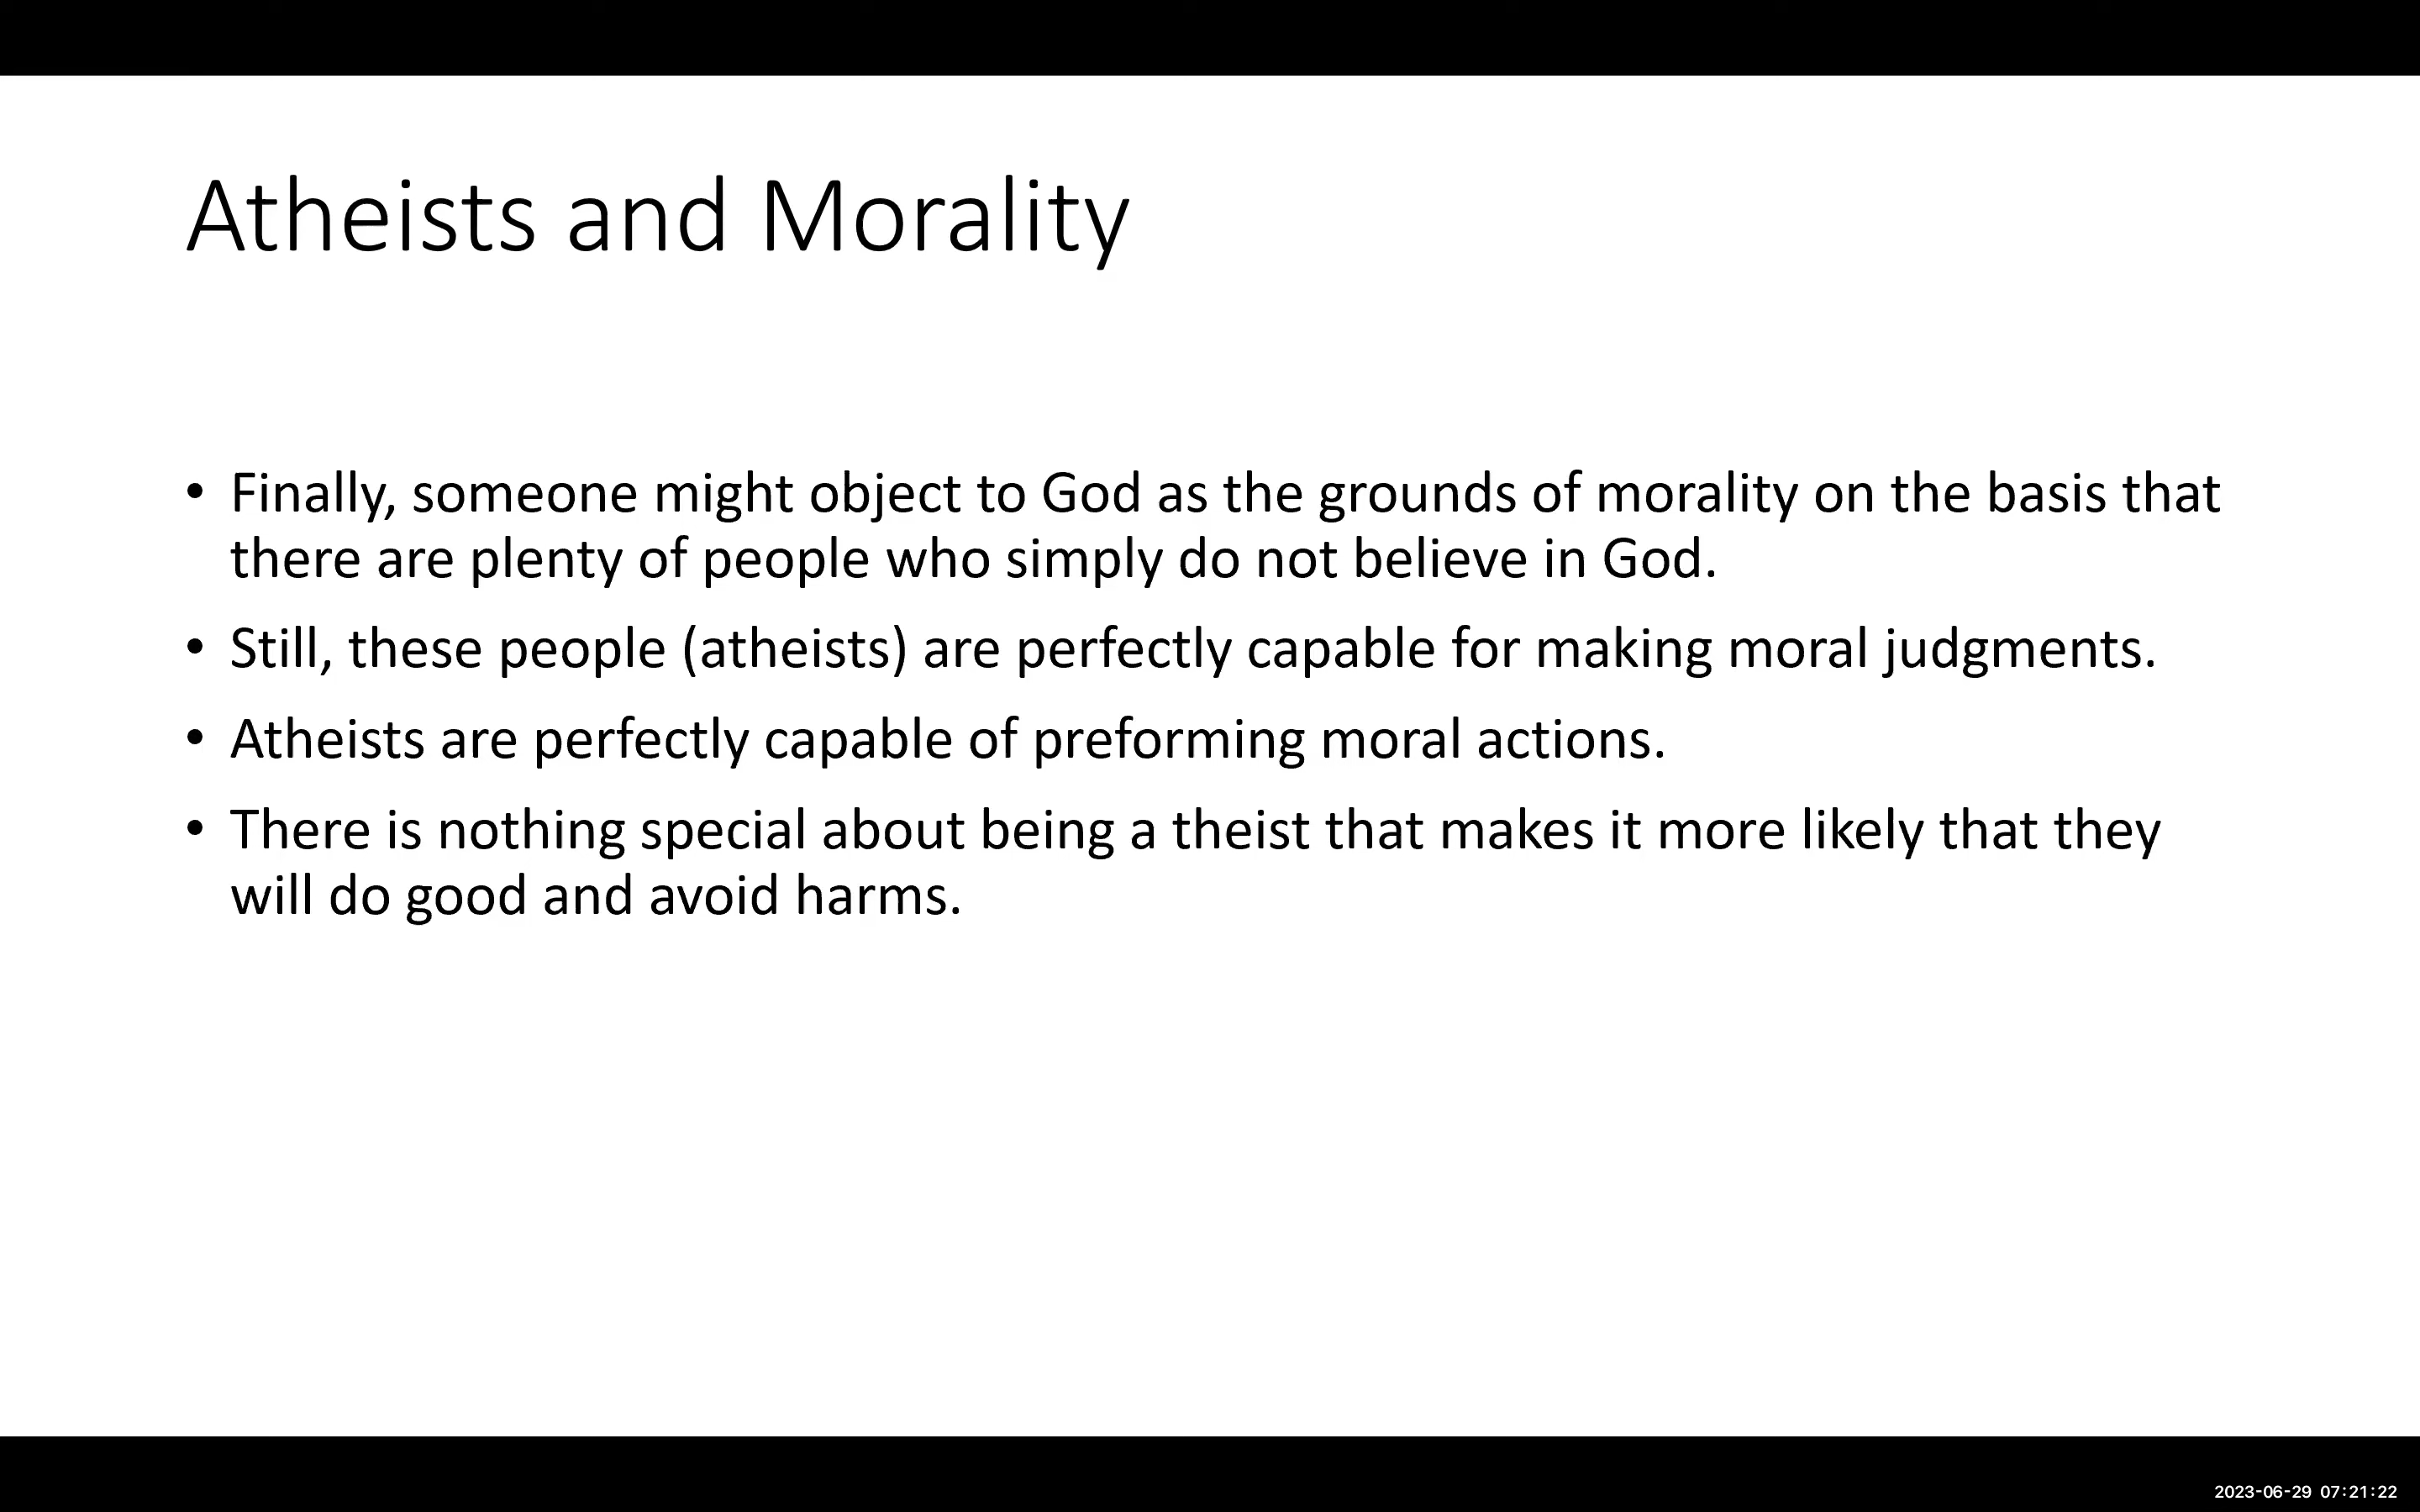 Atheists and Morality
• Finally, someone might object to God as the grounds of morality on the basis that
there are plenty of people who simply do not believe in God.
• Still, these people (atheists) are perfectly capable for making moral judgments.
• Atheists are perfectly capable of preforming moral actions.
• There is nothing special about being a theist that makes it more likely that they
will do good and avoid harms.
2023-06-29 07:21:22